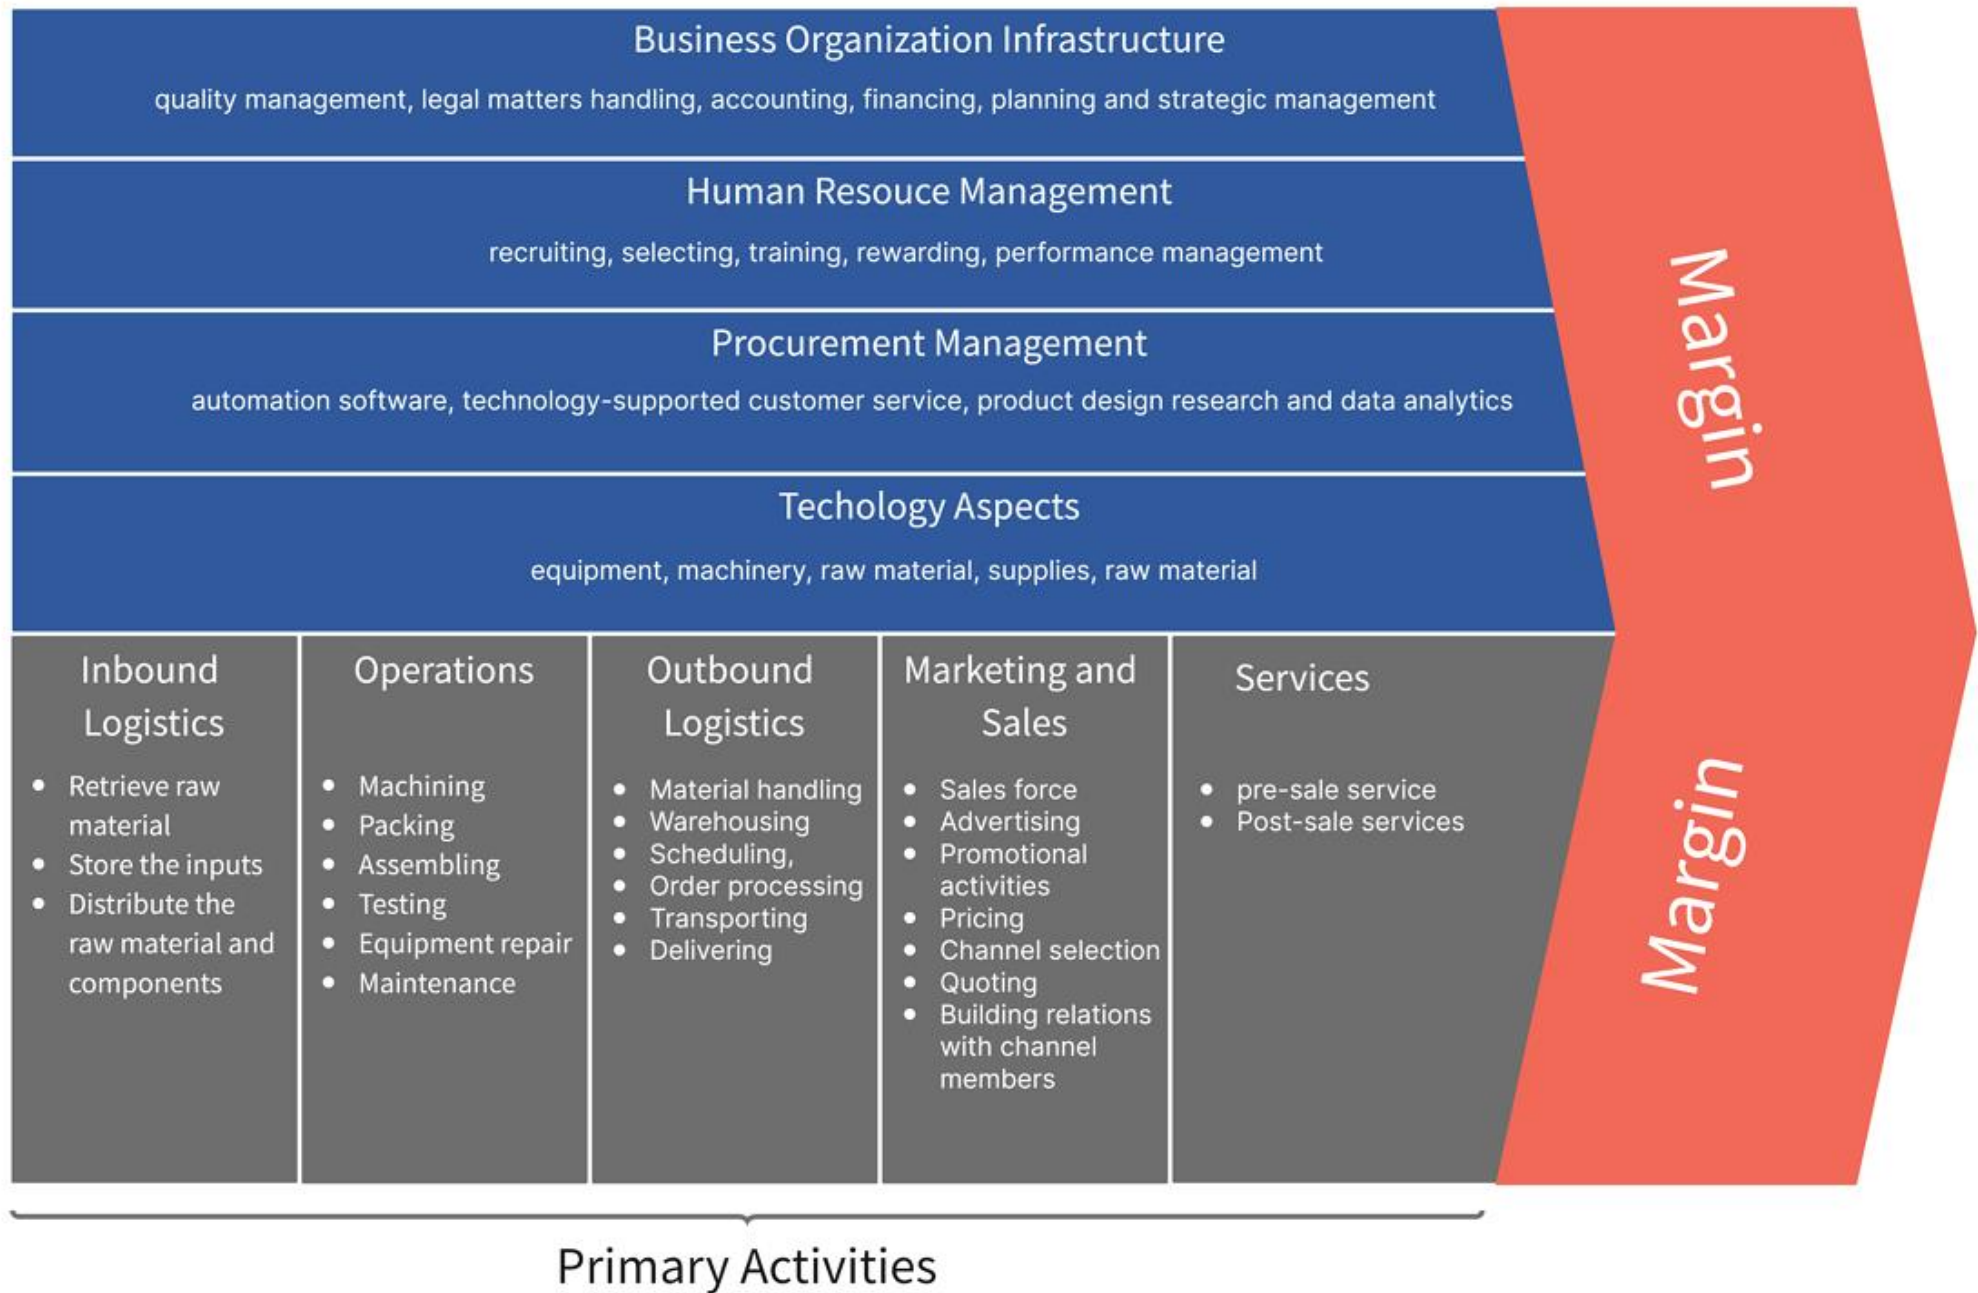 Business Organization Infrastructure
quality management, legal matters handling, accounting, financing, planning and strategic management
Human Resouce Management
recruiting, selecting, training, rewarding, performance management
Procurement Management
automation software, technology-supported customer service, product design research and data analytics
Techology Aspects
equipment, machinery, raw material, supplies, raw material
Margin
Inbound
Logistics
• Retrieve raw
material
• Store the inputs
• Distribute the
raw material and
components
Operations
• Machining
• Packing
• Assembling
• Testing
• Equipment repair
• Maintenance
Outbound
Logistics
• Material handling
• Warehousing
• Scheduling,
• Order processing
• Transporting
• Delivering
Marketing and
Sales
• Sales force
• Advertising
• Promotional
activities
• Pricing
• Channel selection
• Quoting
• Building relations
with channel
members
Services
• pre-sale service
• Post-sale services
Margin
Primary Activities